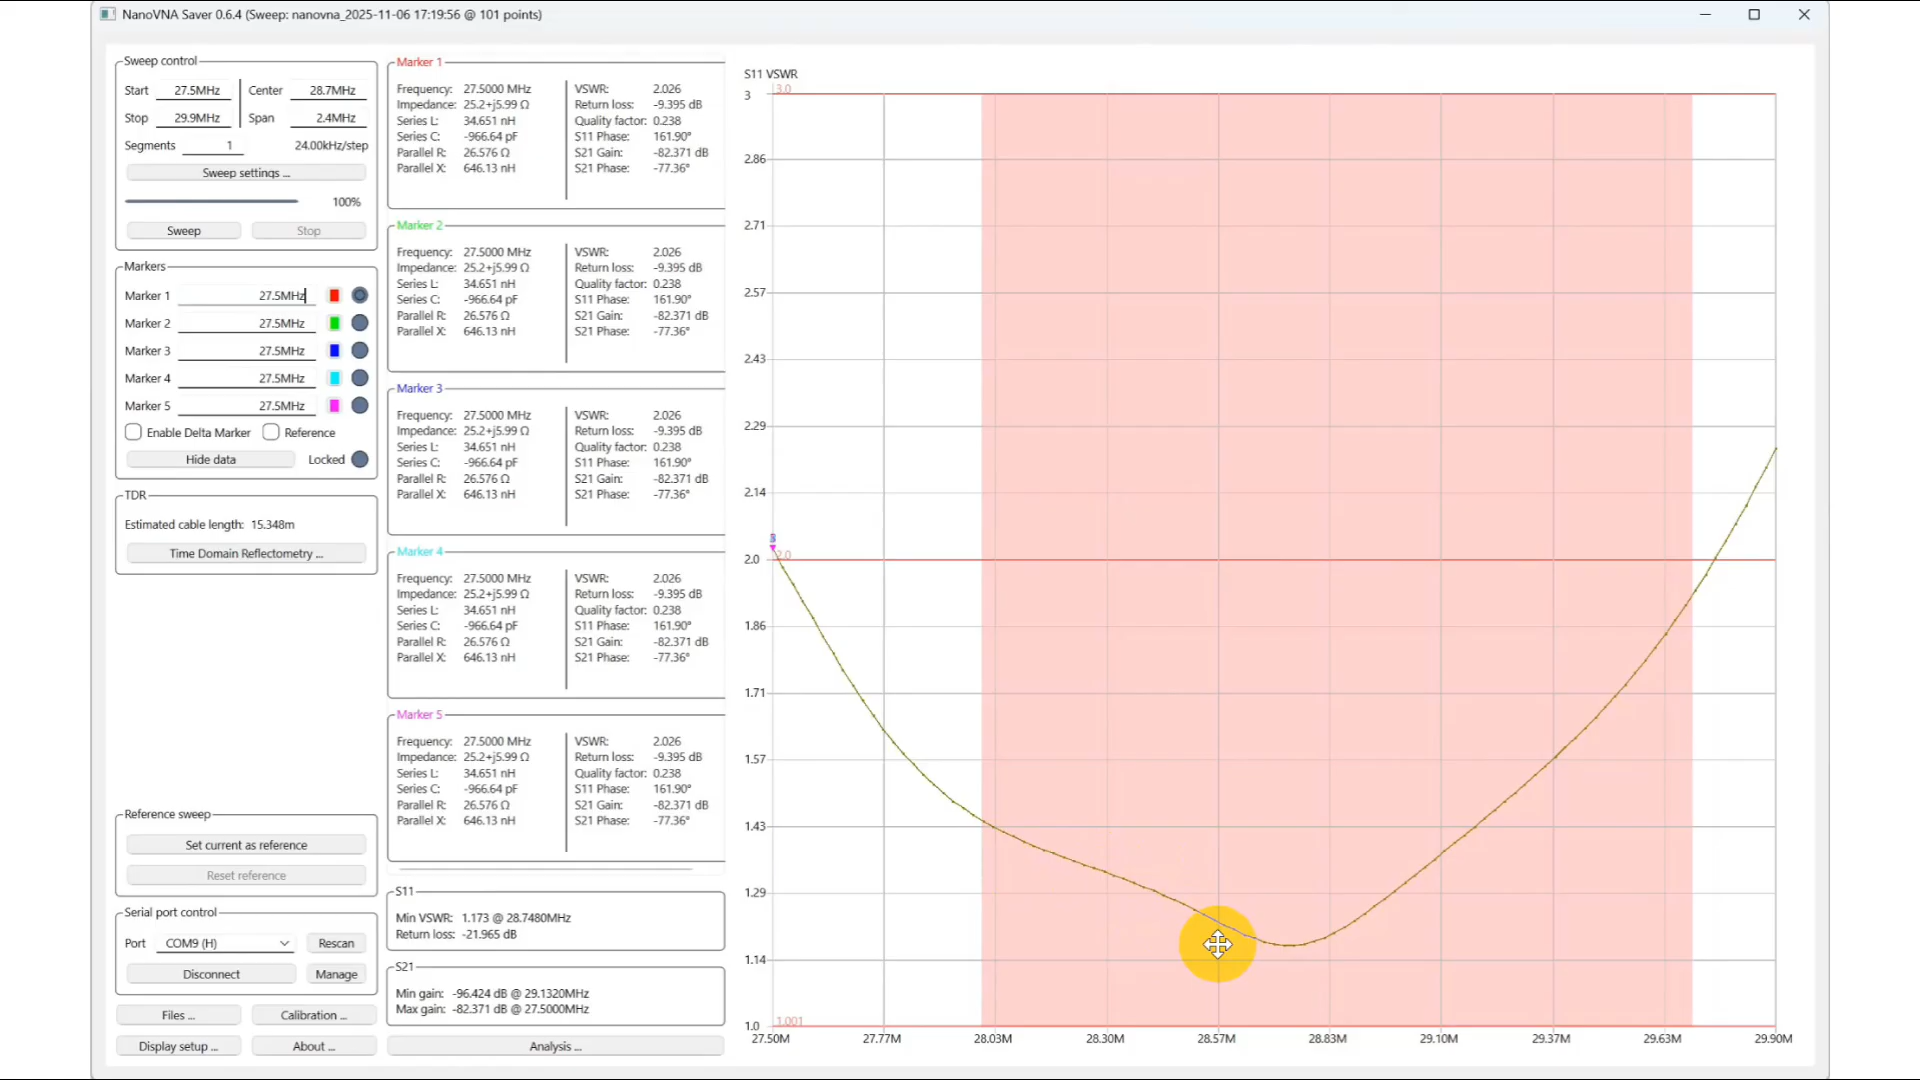 NanoVNA Saver 0.6.4 (Sweep: nanovna_2025-11-06 17:19:56 @ 101 points)
Sweep control
Start 27.5MHz Center 28.7MHz
Stop 29.9MHz Span 2.4MHz
Segments 1 24.00kHz/step
Sweep settings ...
100%
Sweep Stop
Markers
Marker 1 27.5MHz
Marker 2 27.5MHz
Marker 3 27.5MHz
Marker 4 27.5MHz
Marker 5 27.5MHz
Enable Delta Marker Reference
Hide data Locked
TDR
Estimated cable length: 15.348m
Time Domain Reflectometry ...
Reference sweep
Set current as reference
Reset reference
Serial port control
Port COM9 (H) Rescan
Disconnect Manage
Files ... Calibration ...
Display setup ... About ...
Marker 1
Frequency: 27.5000 MHz VSWR: 2.026
Impedance: 25.2+j5.99 Ω Return loss: -9.395 dB
Series L: 34.651 nH Quality factor: 0.238
Series C: -966.64 pF S11 Phase: 161.90°
Parallel R: 26.576 Ω S21 Gain: -82.371 dB
Parallel X: 646.13 nH S21 Phase: -77.36°
Marker 2
Frequency: 27.5000 MHz VSWR: 2.026
Impedance: 25.2+j5.99 Ω Return loss: -9.395 dB
Series L: 34.651 nH Quality factor: 0.238
Series C: -966.64 pF S11 Phase: 161.90°
Parallel R: 26.576 Ω S21 Gain: -82.371 dB
Parallel X: 646.13 nH S21 Phase: -77.36°
Marker 3
Frequency: 27.5000 MHz VSWR: 2.026
Impedance: 25.2+j5.99 Ω Return loss: -9.395 dB
Series L: 34.651 nH Quality factor: 0.238
Series C: -966.64 pF S11 Phase: 161.90°
Parallel R: 26.576 Ω S21 Gain: -82.371 dB
Parallel X: 646.13 nH S21 Phase: -77.36°
Marker 4
Frequency: 27.5000 MHz VSWR: 2.026
Impedance: 25.2+j5.99 Ω Return loss: -9.395 dB
Series L: 34.651 nH Quality factor: 0.238
Series C: -966.64 pF S11 Phase: 161.90°
Parallel R: 26.576 Ω S21 Gain: -82.371 dB
Parallel X: 646.13 nH S21 Phase: -77.36°
Marker 5
Frequency: 27.5000 MHz VSWR: 2.026
Impedance: 25.2+j5.99 Ω Return loss: -9.395 dB
Series L: 34.651 nH Quality factor: 0.238
Series C: -966.64 pF S11 Phase: 161.90°
Parallel R: 26.576 Ω S21 Gain: -82.371 dB
Parallel X: 646.13 nH S21 Phase: -77.36°
S11
Min VSWR: 1.173 @ 28.7480MHz
Return loss: -21.965 dB
S21
Min gain: -96.424 dB @ 29.1320MHz
Max gain: -82.371 dB @ 27.5000MHz
Analysis ...
S11 VSWR
3 3.0
2.86
2.71
2.57
2.43
2.29
2.14
2.0 2.0
1.86
1.71
1.57
1.43
1.29
1.14
1.0 1.001
27.50M 27.77M 28.03M 28.30M 28.57M 28.83M 29.10M 29.37M 29.63M 29.90M